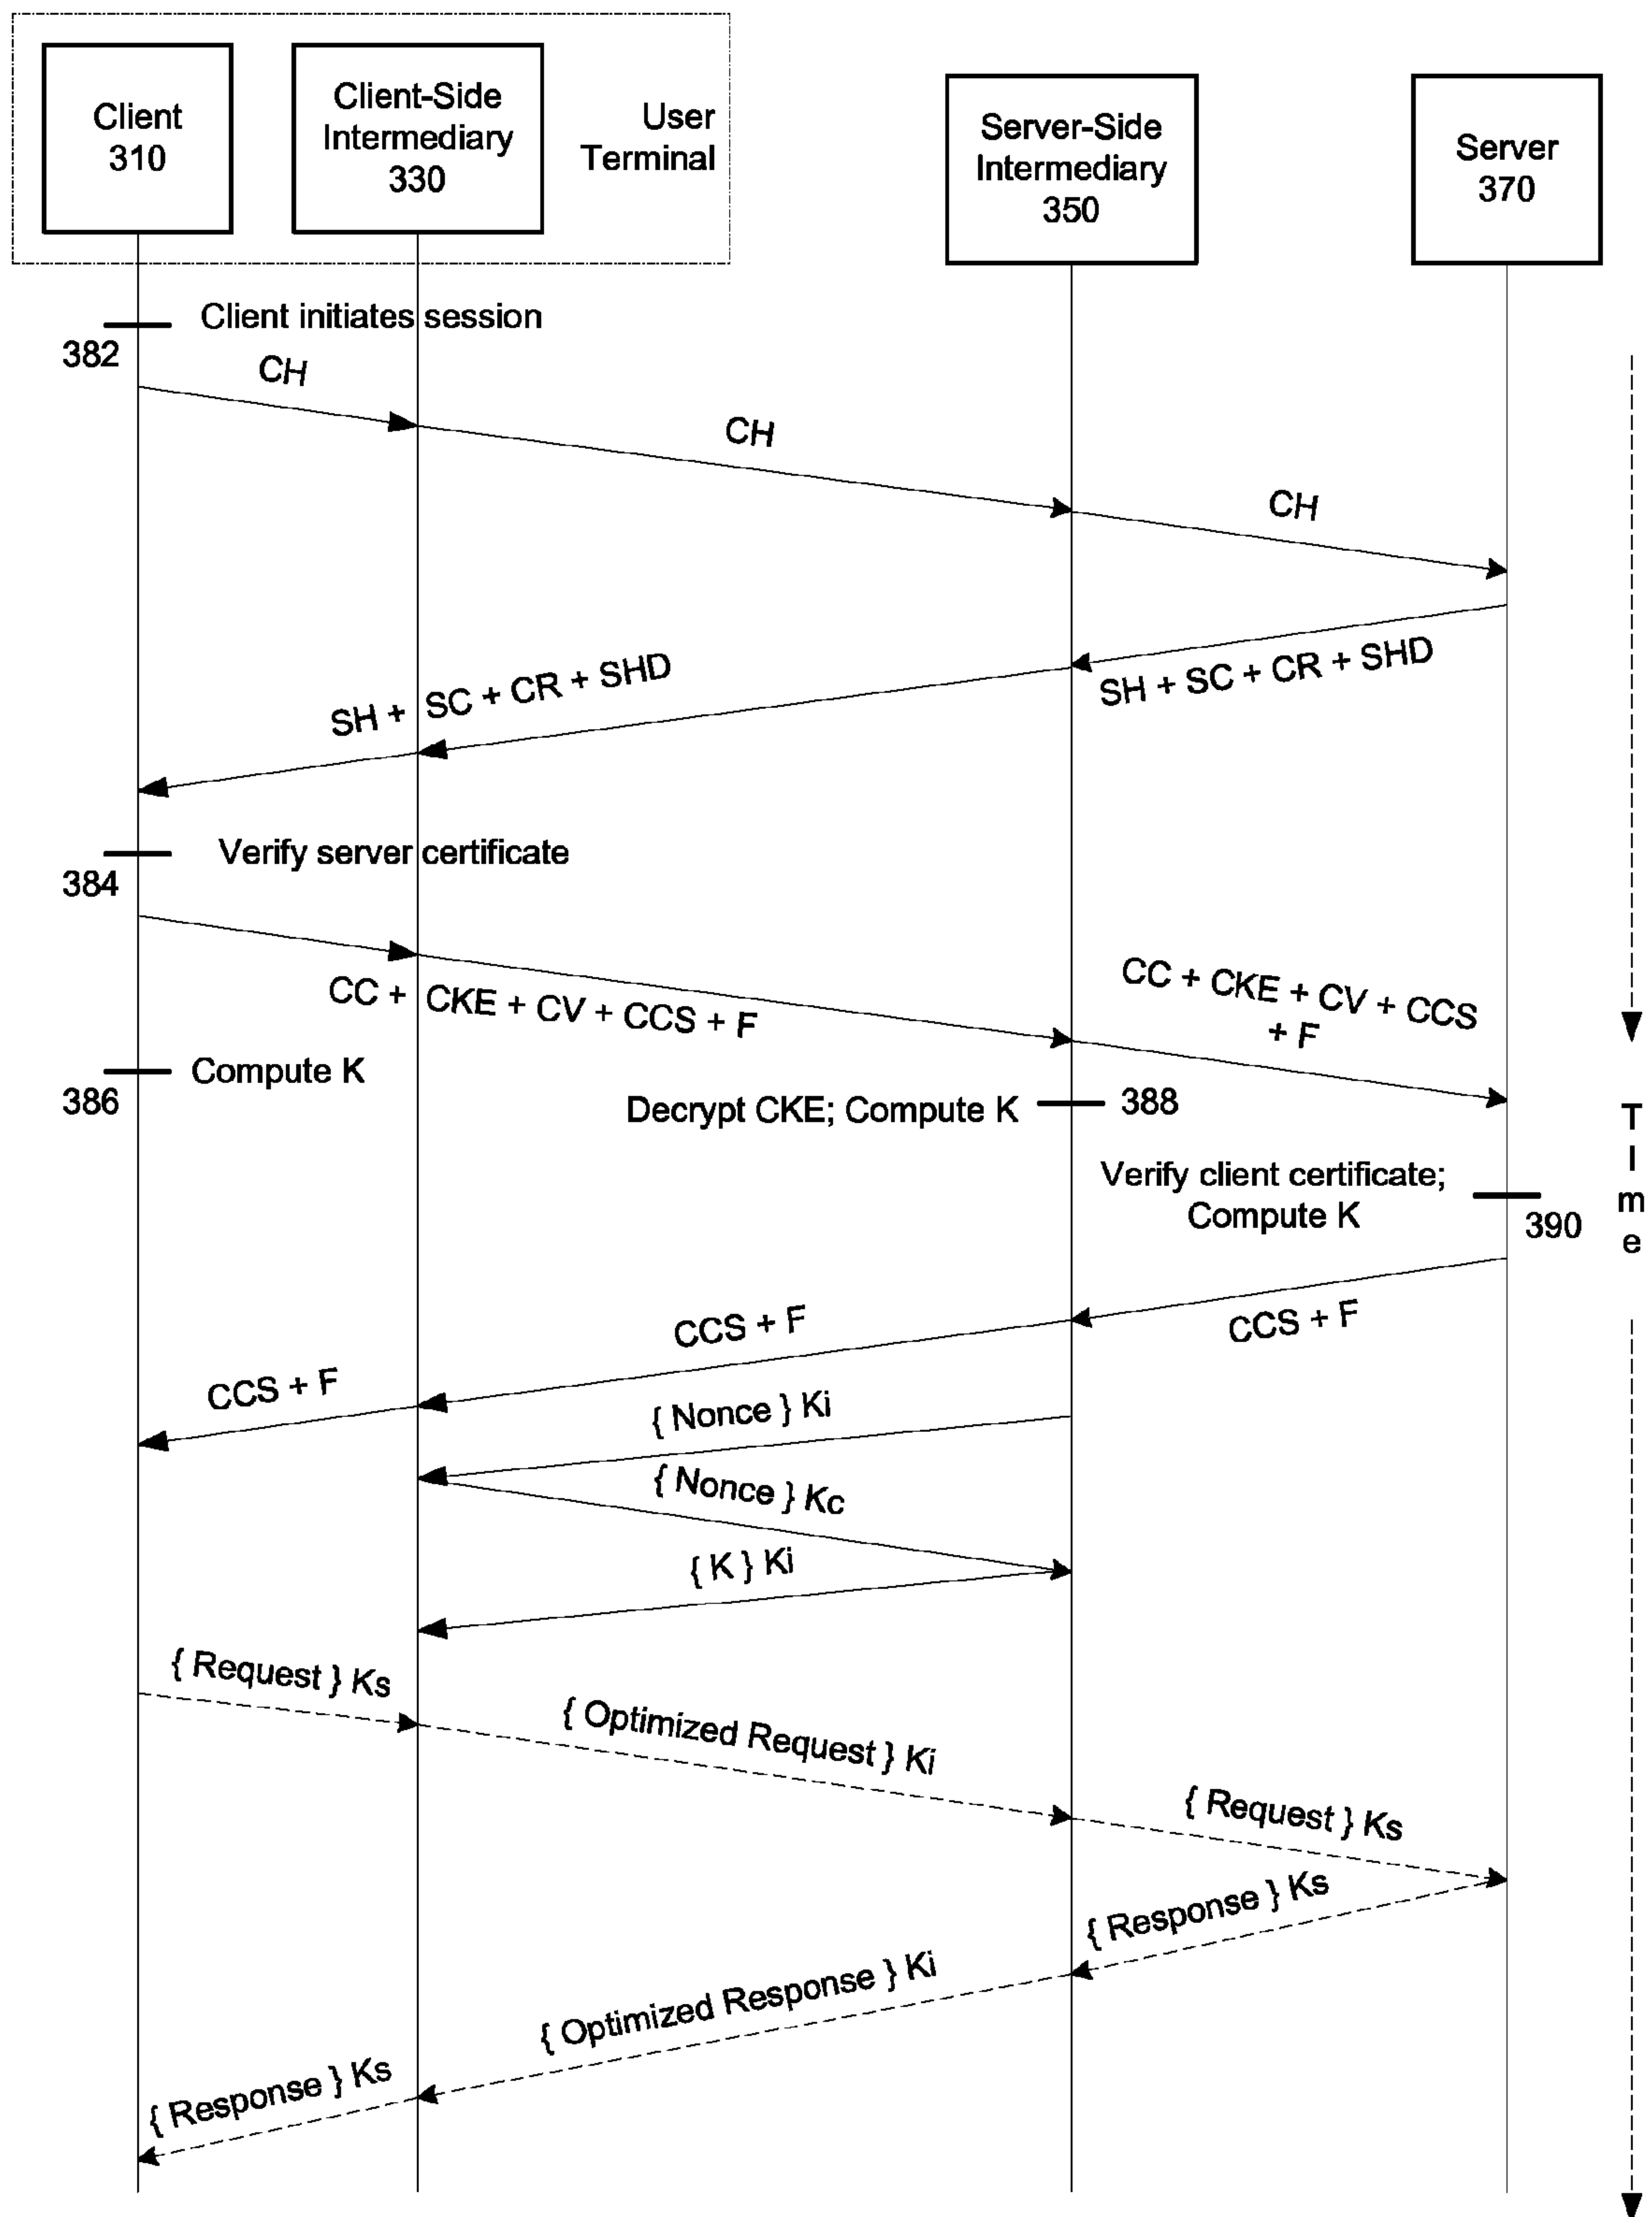 Client
310
Client-Side
Intermediary
330
User
Terminal
Server-Side
Intermediary
350
Server
370
Client initiates session
382
CH
CH
CH
SH + SC + CR + SHD
SH + SC + CR + SHD
Verify server certificate
384
CC + CKE + CV + CCS + F
CC + CKE + CV + CCS
+ F
Compute K
386
Decrypt CKE; Compute K
388
Verify client certificate;
Compute K
390
T
I
m
e
CCS + F
CCS + F
CCS + F
{ Nonce } Ki
{ Nonce } Kc
{ K } Ki
{ Request } Ks
{ Optimized Request } Ki
{ Request } Ks
{ Response } Ks
{ Optimized Response } Ki
{ Response } Ks